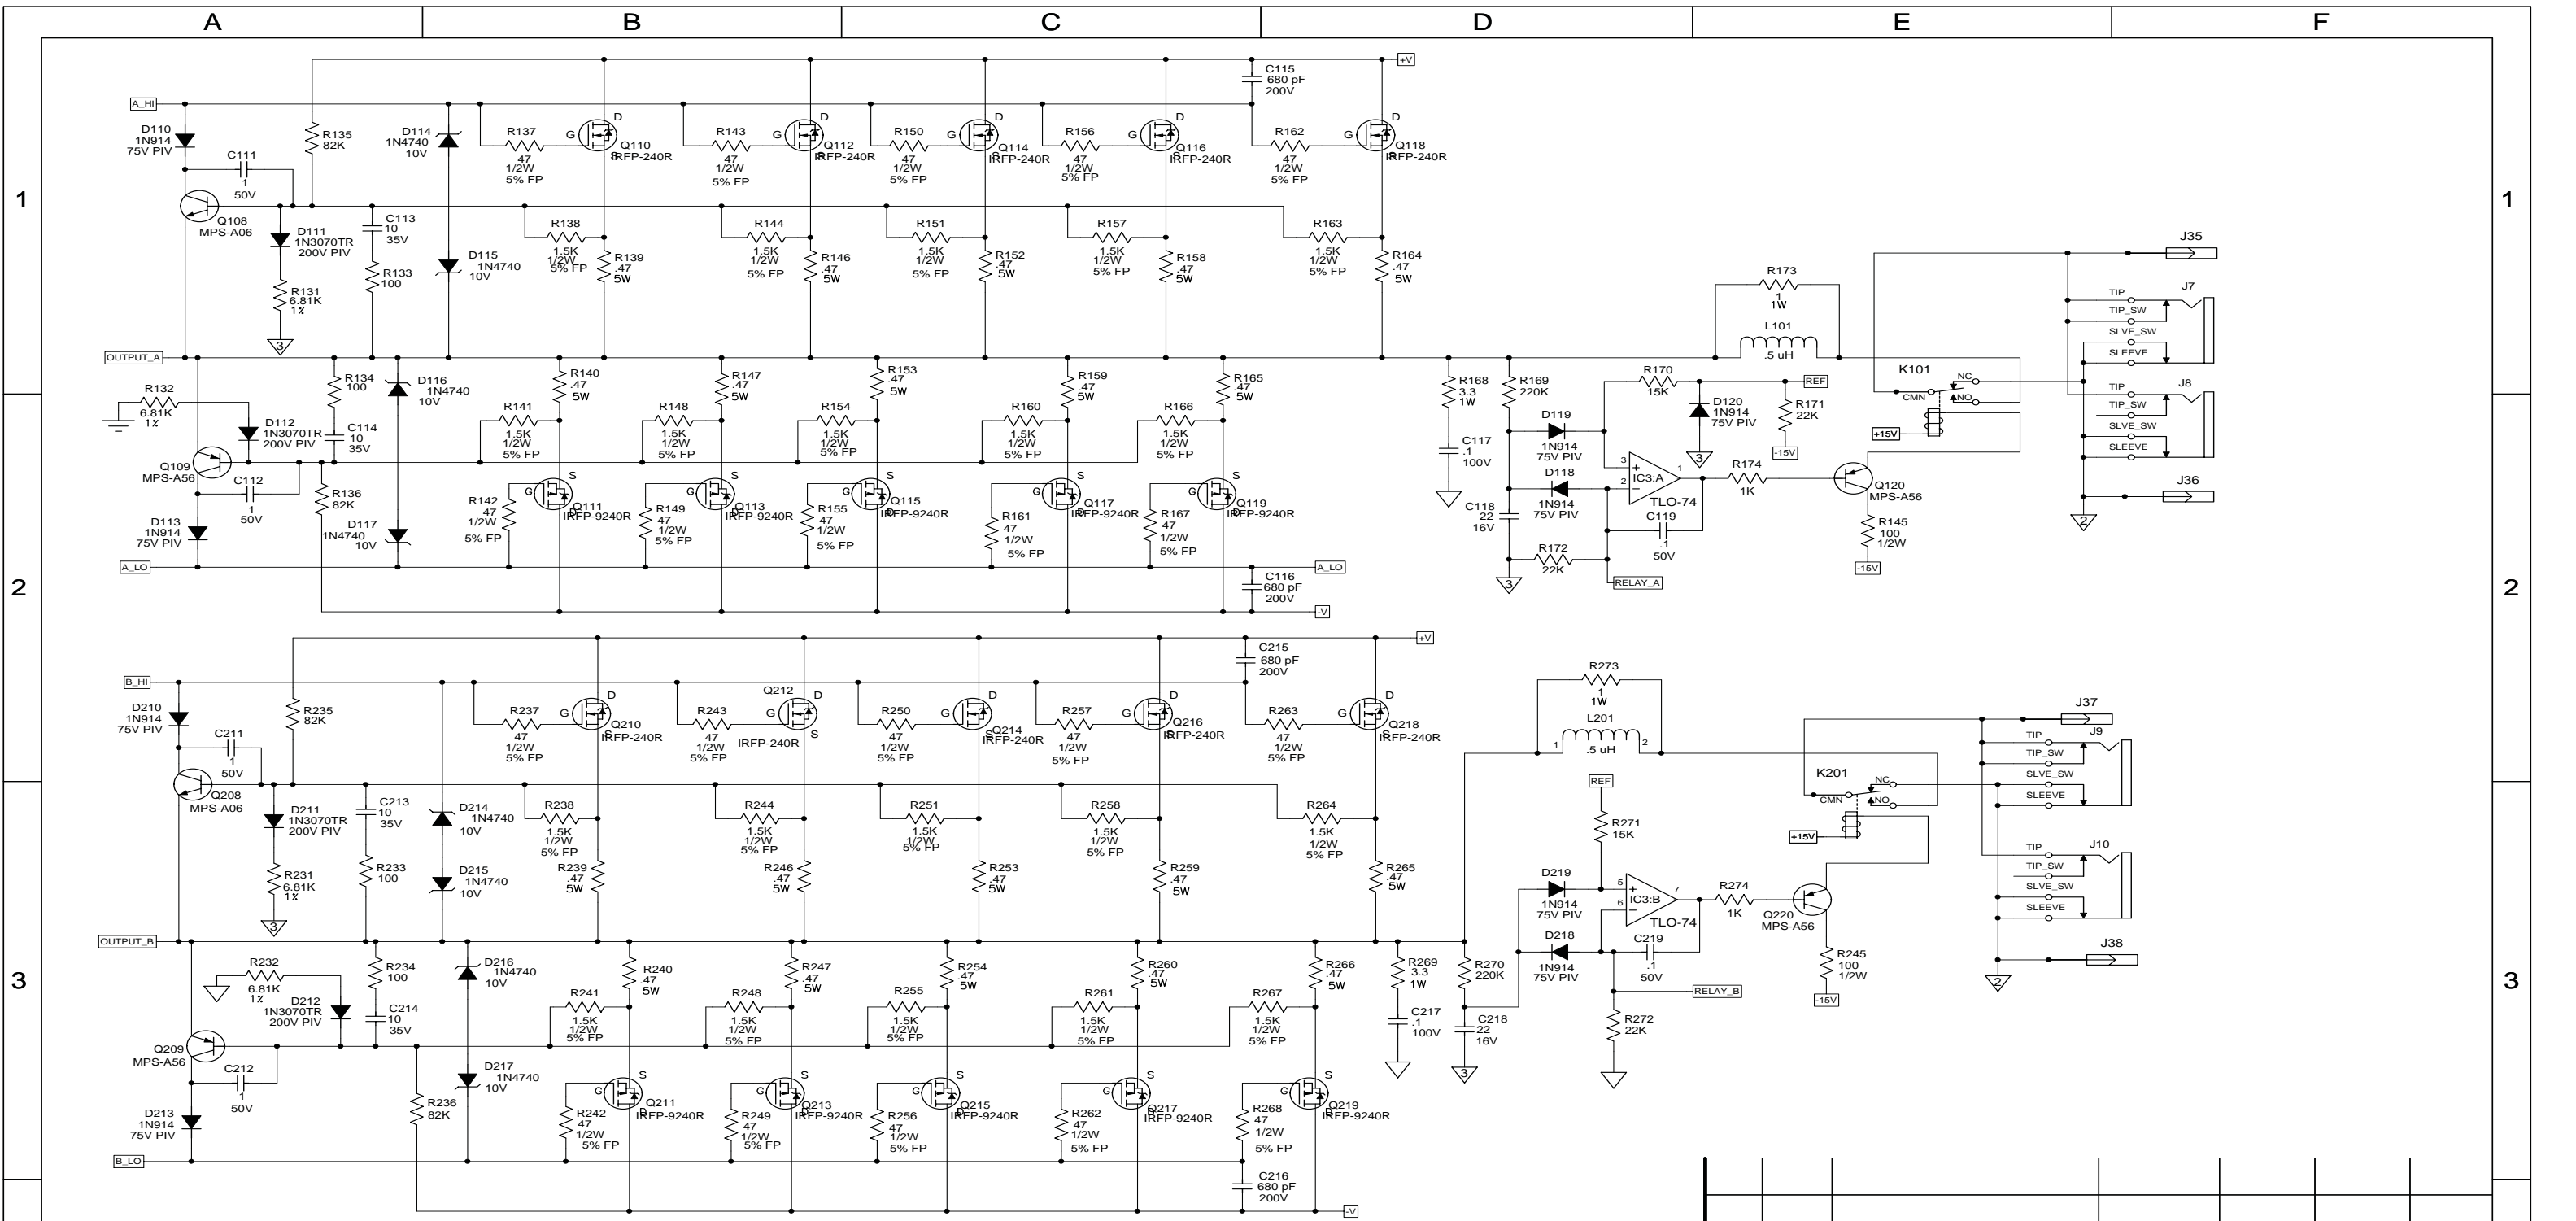 A B C D E F
1
1
2
2
3
3
+V
C115
680 pF
200V
A_HI
D110
1N914
75V PIV
C111
1
50V
R135
82K
D114
1N4740
10V
R137
47
1/2W
5% FP
G
D
Q110
S
IRFP-240R
R143
47
1/2W
5% FP
G
D
Q112
S
IRFP-240R
R150
47
1/2W
5% FP
G
D
Q114
S
IRFP-240R
R156
47
1/2W
5% FP
G
D
Q116
S
IRFP-240R
R162
47
1/2W
5% FP
G
D
Q118
S
IRFP-240R
Q108
MPS-A06
D111
1N3070TR
200V PIV
C113
10
35V
R131
6.81K
1%
3
R133
100
D115
1N4740
10V
R138
1.5K
1/2W
5% FP
R139
.47
5W
R144
1.5K
1/2W
5% FP
R146
.47
5W
R151
1.5K
1/2W
5% FP
R152
.47
5W
R157
1.5K
1/2W
5% FP
R158
.47
5W
R163
1.5K
1/2W
5% FP
R164
.47
5W
OUTPUT_A
R132
6.81K
1%
D112
1N3070TR
200V PIV
R134
100
C114
10
35V
D116
1N4740
10V
Q109
MPS-A56
C112
1
50V
R136
82K
D113
1N914
75V PIV
D117
1N4740
10V
A_LO
R140
.47
5W
R141
1.5K
1/2W
5% FP
R142
47
1/2W
5% FP
G
S
Q111
D
IRFP-9240R
R147
.47
5W
R148
1.5K
1/2W
5% FP
R149
47
1/2W
5% FP
G
S
Q113
D
IRFP-9240R
R153
.47
5W
R154
1.5K
1/2W
5% FP
R155
47
1/2W
5% FP
G
S
Q115
D
IRFP-9240R
R159
.47
5W
R160
1.5K
1/2W
5% FP
R161
47
1/2W
5% FP
G
S
Q117
D
IRFP-9240R
R165
.47
5W
R166
1.5K
1/2W
5% FP
R167
47
1/2W
5% FP
G
S
Q119
D
IRFP-9240R
C116
680 pF
200V
A_LO
-V
R168
3.3
1W
C117
.1
100V
R169
220K
D119
1N914
75V PIV
D118
1N914
75V PIV
C118
22
16V
R172
22K
3
R170
15K
REF
D120
1N914
75V PIV
3
R171
22K
-15V
3
+
2
−
1
IC3:A
TLO-74
C119
.1
50V
RELAY_A
R174
1K
Q120
MPS-A56
R145
100
1/2W
-15V
R173
1
1W
L101
.5 uH
K101
CMN
NC
NO
+15V
J35
J7
TIP
TIP_SW
SLVE_SW
SLEEVE
J8
TIP
TIP_SW
SLVE_SW
SLEEVE
J36
2
+V
C215
680 pF
200V
B_HI
D210
1N914
75V PIV
C211
1
50V
R235
82K
R237
47
1/2W
5% FP
G
D
Q210
S
IRFP-240R
R243
47
1/2W
5% FP
Q212
G
D
S
IRFP-240R
R250
47
1/2W
5% FP
G
D
Q214
S
IRFP-240R
R257
47
1/2W
5% FP
G
D
Q216
S
IRFP-240R
R263
47
1/2W
5% FP
G
D
Q218
S
IRFP-240R
Q208
MPS-A06
D211
1N3070TR
200V PIV
C213
10
35V
D214
1N4740
10V
R231
6.81K
1%
3
R233
100
D215
1N4740
10V
R238
1.5K
1/2W
5% FP
R239
.47
5W
R244
1.5K
1/2W
5% FP
R246
.47
5W
R251
1.5K
1/2W
5% FP
R253
.47
5W
R258
1.5K
1/2W
5% FP
R259
.47
5W
R264
1.5K
1/2W
5% FP
R265
.47
5W
OUTPUT_B
R232
6.81K
1%
D212
1N3070TR
200V PIV
R234
100
C214
10
35V
D216
1N4740
10V
Q209
MPS-A56
C212
1
50V
D213
1N914
75V PIV
R236
82K
D217
1N4740
10V
B_LO
R240
.47
5W
R241
1.5K
1/2W
5% FP
R242
47
1/2W
5% FP
G
S
Q211
D
IRFP-9240R
R247
.47
5W
R248
1.5K
1/2W
5% FP
R249
47
1/2W
5% FP
G
S
Q213
D
IRFP-9240R
R254
.47
5W
R255
1.5K
1/2W
5% FP
R256
47
1/2W
5% FP
G
S
Q215
D
IRFP-9240R
R260
.47
5W
R261
1.5K
1/2W
5% FP
R262
47
1/2W
5% FP
G
S
Q217
D
IRFP-9240R
R266
.47
5W
R267
1.5K
1/2W
5% FP
R268
47
1/2W
5% FP
G
S
Q219
D
IRFP-9240R
C216
680 pF
200V
-V
R269
3.3
1W
C217
.1
100V
R270
220K
C218
22
16V
3
R273
1
1W
L201
1
2
.5 uH
REF
R271
15K
D219
1N914
75V PIV
D218
1N914
75V PIV
5
+
6
−
7
IC3:B
TLO-74
C219
.1
50V
RELAY_B
R272
22K
R274
1K
Q220
MPS-A56
R245
100
1/2W
-15V
K201
CMN
NC
NO
+15V
J37
J9
TIP
TIP_SW
SLVE_SW
SLEEVE
J10
TIP
TIP_SW
SLVE_SW
SLEEVE
J38
2